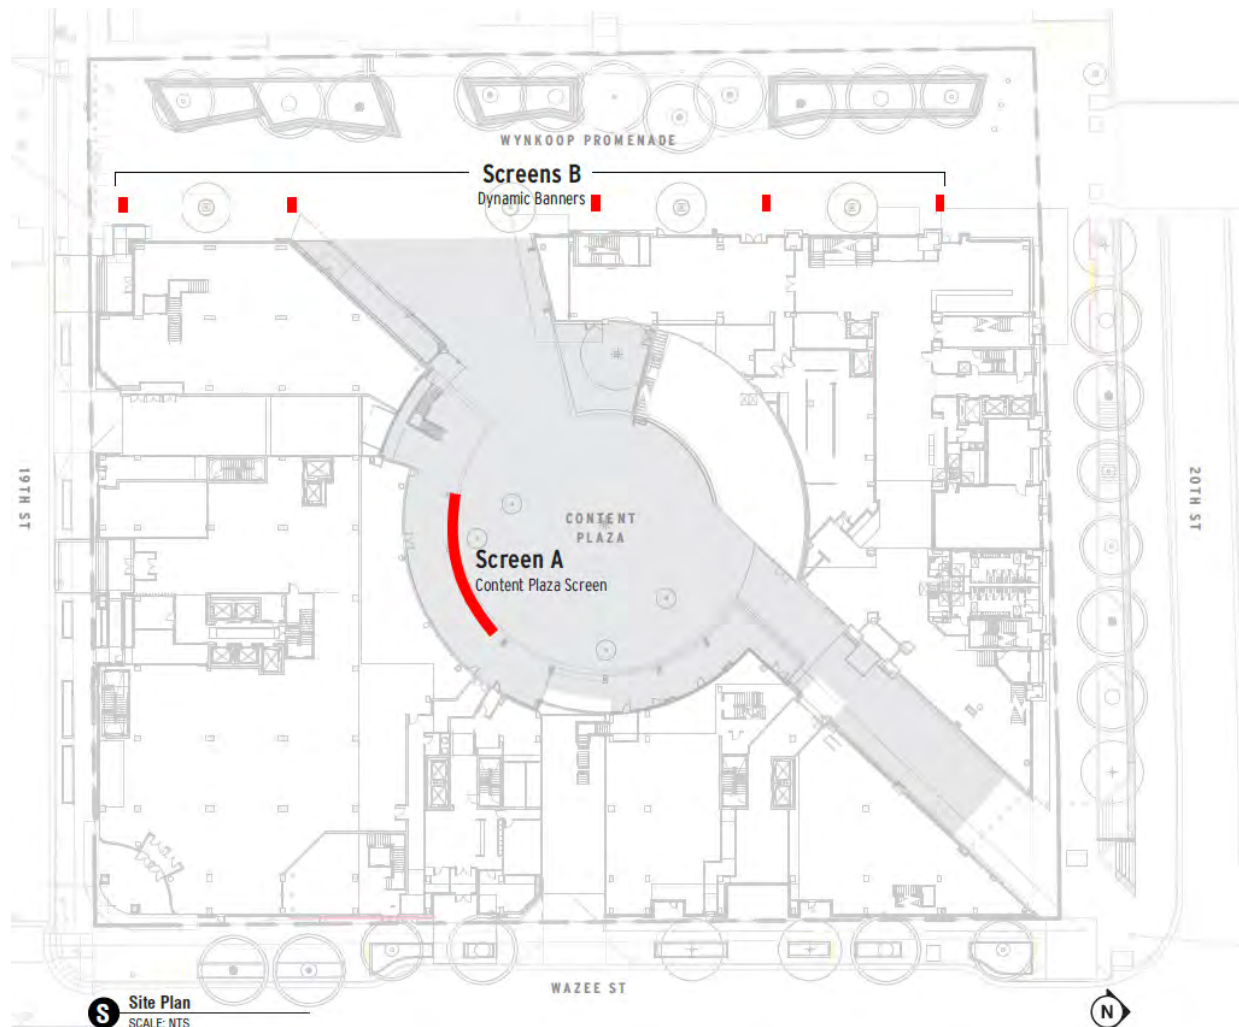 WYNKOOP PROMENADE
Screens B
Dynamic Banners
19TH ST
20TH ST
CONTENT
PLAZA
Screen A
Content Plaza Screen
WAZEE ST
S
Site Plan
SCALE: NTS
N